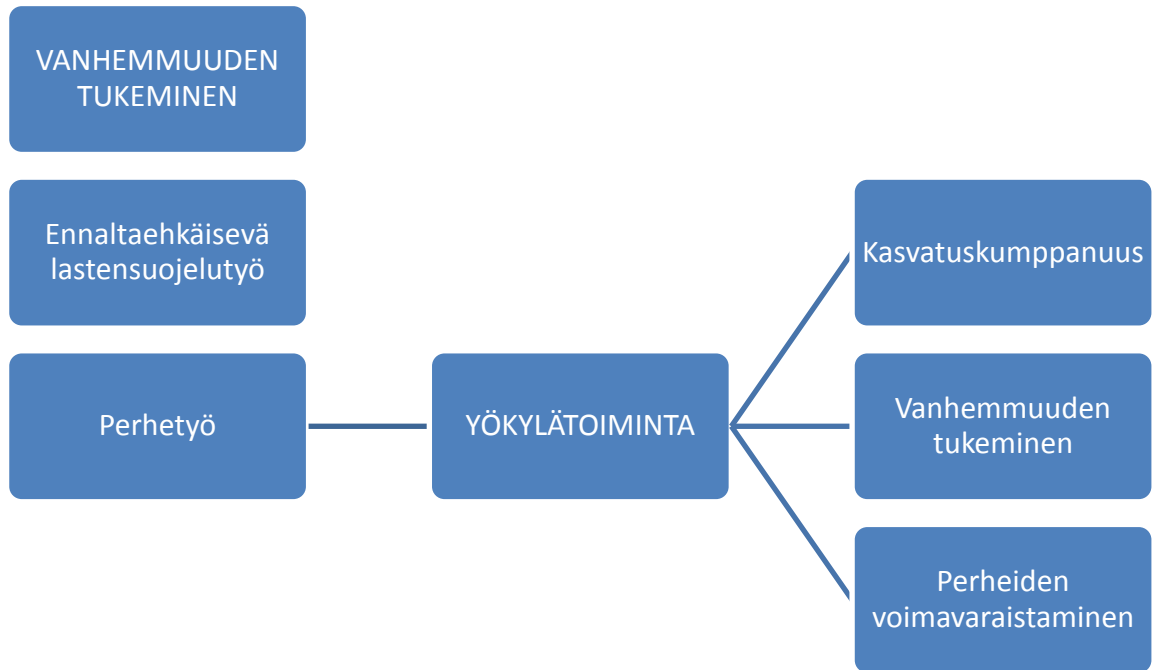 VANHEMMUUDEN
TUKEMINEN
Ennaltaehkäisevä
lastensuojelutyö
Perhetyö
YÖKYLÄTOIMINTA
Kasvatuskumppanuus
Vanhemmuuden
tukeminen
Perheiden
voimavaraistaminen